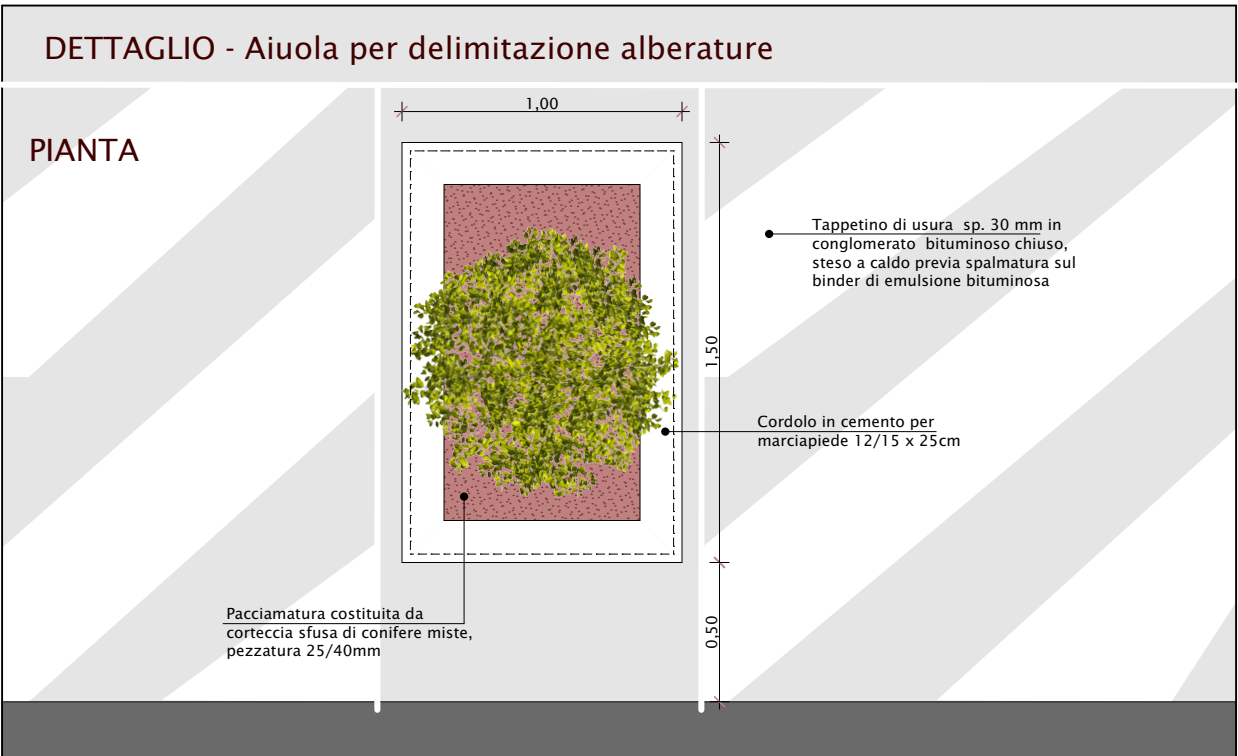 DETTAGLIO - Aiuola per delimitazione alberature
1,00
PIANTA
Tappetino di usura sp. 30 mm in
conglomerato bituminoso chiuso,
steso a caldo previa spalmatura sul
binder di emulsione bituminosa
1,50
Cordolo in cemento per
marciapiede 12/15 x 25cm
Pacciamatura costituita da
corteccia sfusa di conifere miste,
pezzatura 25/40mm
0,50